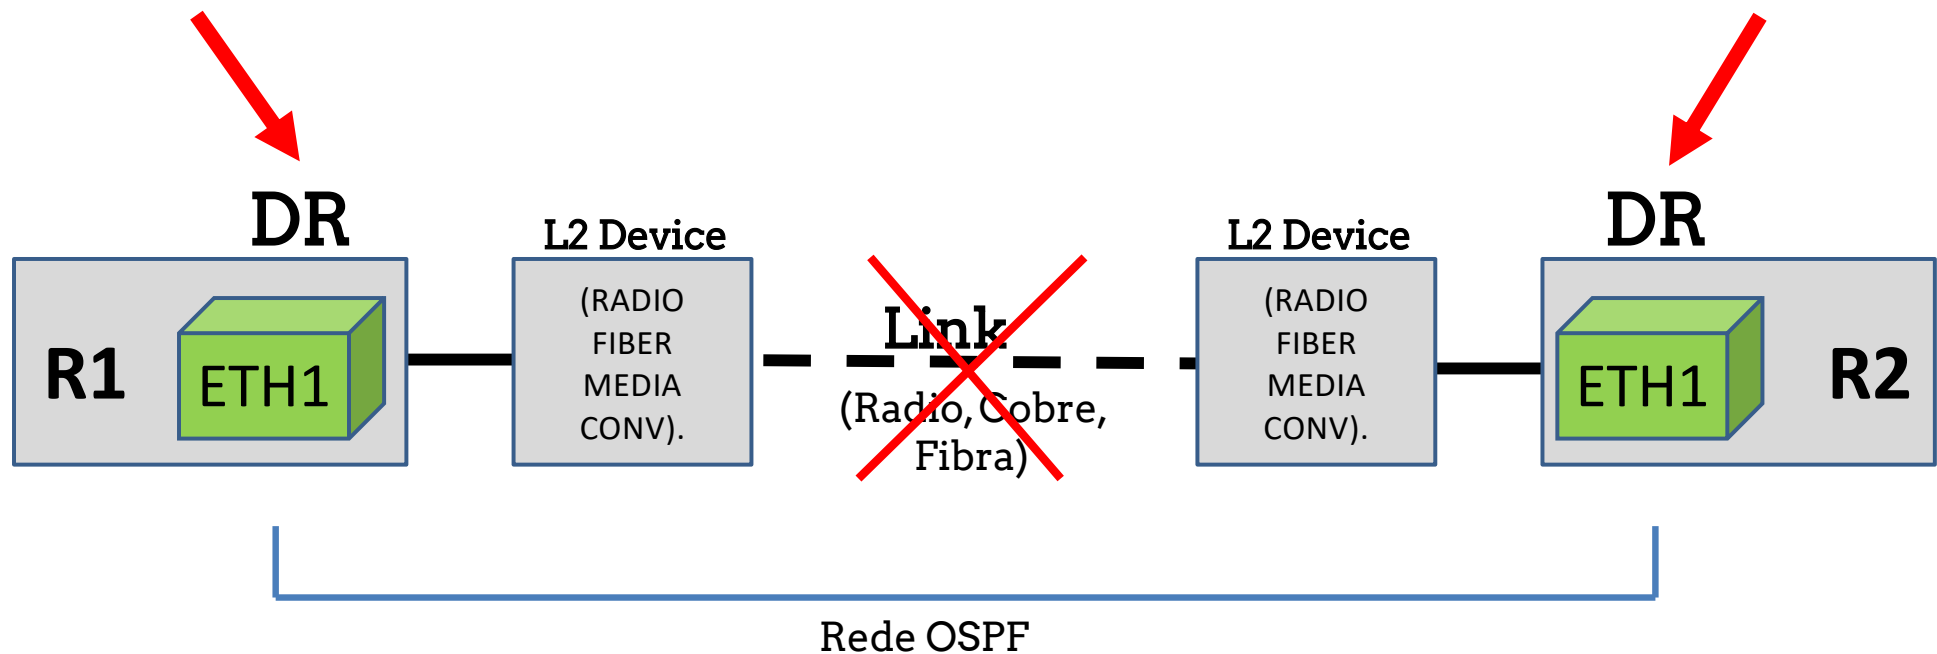 DR
DR
L2 Device
L2 Device
R1
ETH1
(RADIO
FIBER
MEDIA
CONV).
Link
(Radio, Cobre,
Fibra)
(RADIO
FIBER
MEDIA
CONV).
ETH1
R2
Rede OSPF